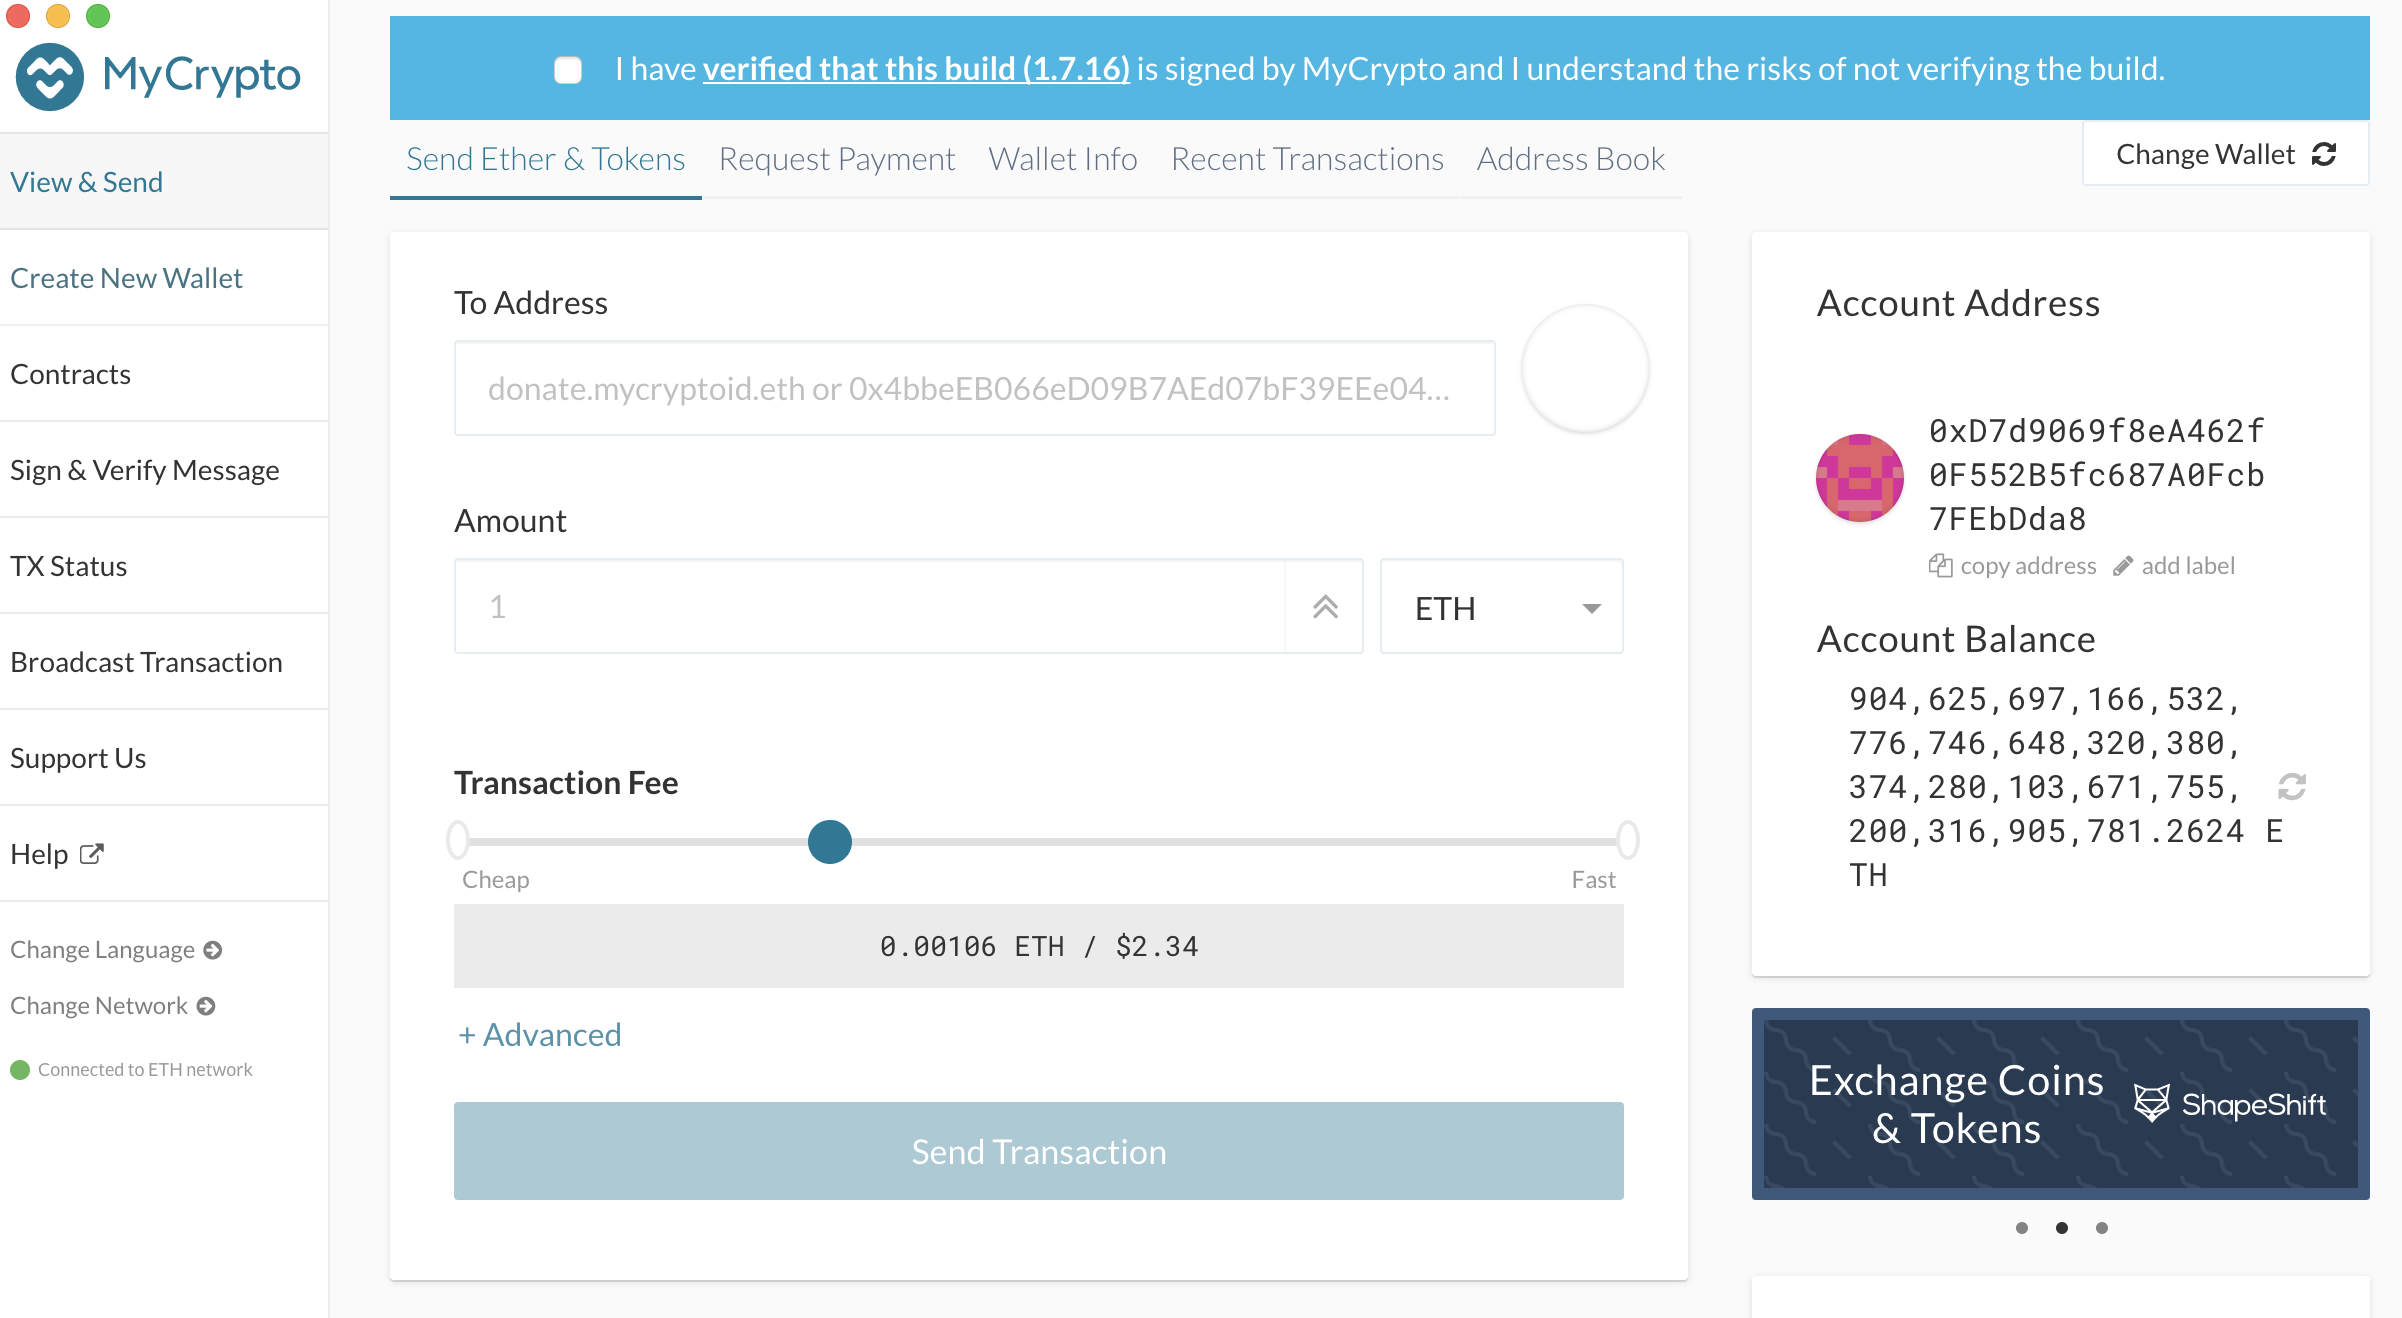 MyCrypto
View & Send
Create New Wallet
Contracts
Sign & Verify Message
TX Status
Broadcast Transaction
Support Us
Help
Change Language
Change Network
Connected to ETH network
I have verified that this build (1.7.16) is signed by MyCrypto and I understand the risks of not verifying the build.
Send Ether & Tokens
Request Payment
Wallet Info
Recent Transactions
Address Book
Change Wallet
To Address
donate.mycryptoid.eth or 0x4bbeEB066eD09B7AEd07bF39EEe04...
Amount
1
ETH
Transaction Fee
Cheap
Fast
0.00106 ETH / $2.34
+ Advanced
Send Transaction
Account Address
0xD7d9069f8eA462f
0F552B5fc687A0Fcb
7FEbDda8
copy address
add label
Account Balance
904,625,697,166,532,
776,746,648,320,380,
374,280,103,671,755,
200,316,905,781.2624 E
TH
Exchange Coins
& Tokens
ShapeShift